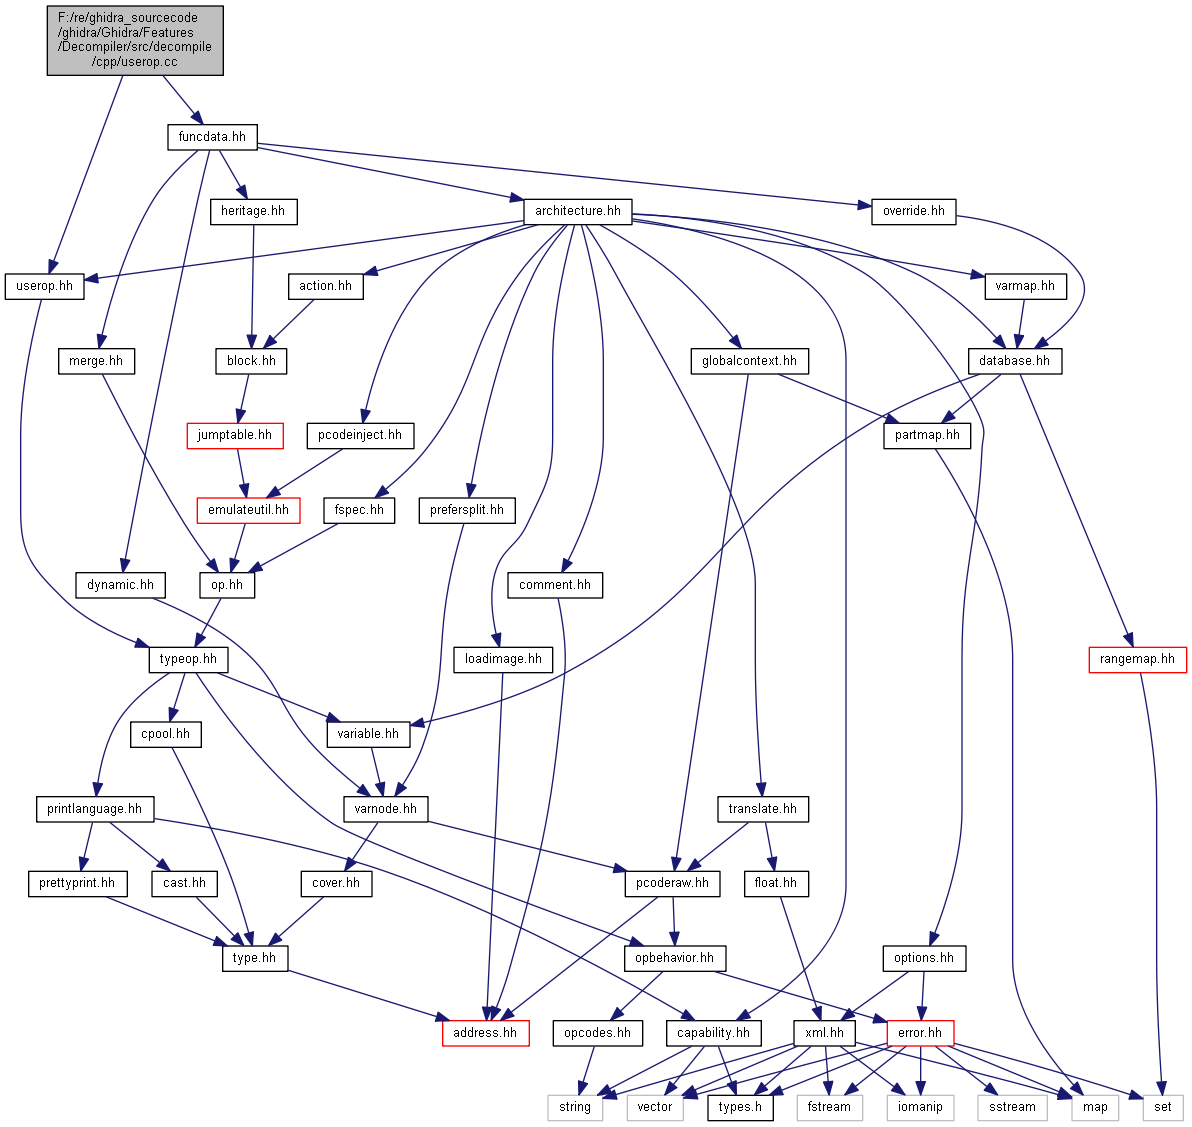 F:/re/ghidra_sourcecode
/ghidra/Ghidra/Features
/Decompiler/src/decompile
/cpp/userop.cc
funcdata.hh
heritage.hh
architecture.hh
override.hh
userop.hh
action.hh
varmap.hh
merge.hh
block.hh
globalcontext.hh
database.hh
jumptable.hh
pcodeinject.hh
partmap.hh
emulateutil.hh
fspec.hh
prefersplit.hh
dynamic.hh
op.hh
comment.hh
typeop.hh
loadimage.hh
rangemap.hh
cpool.hh
variable.hh
printlanguage.hh
varnode.hh
translate.hh
prettyprint.hh
cast.hh
cover.hh
pcoderaw.hh
float.hh
type.hh
opbehavior.hh
options.hh
address.hh
opcodes.hh
capability.hh
xml.hh
error.hh
string
vector
types.h
fstream
iomanip
sstream
map
set